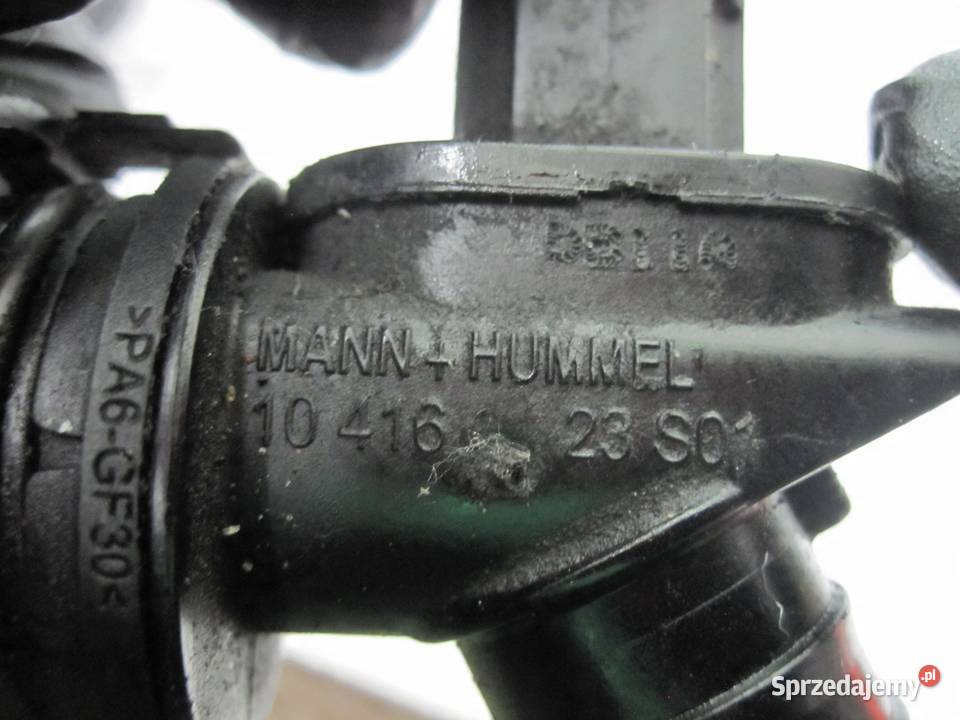 MANN+HUMMEL
10 416 23 S01
>PA6-GF30<
Sprzedajemy.pl